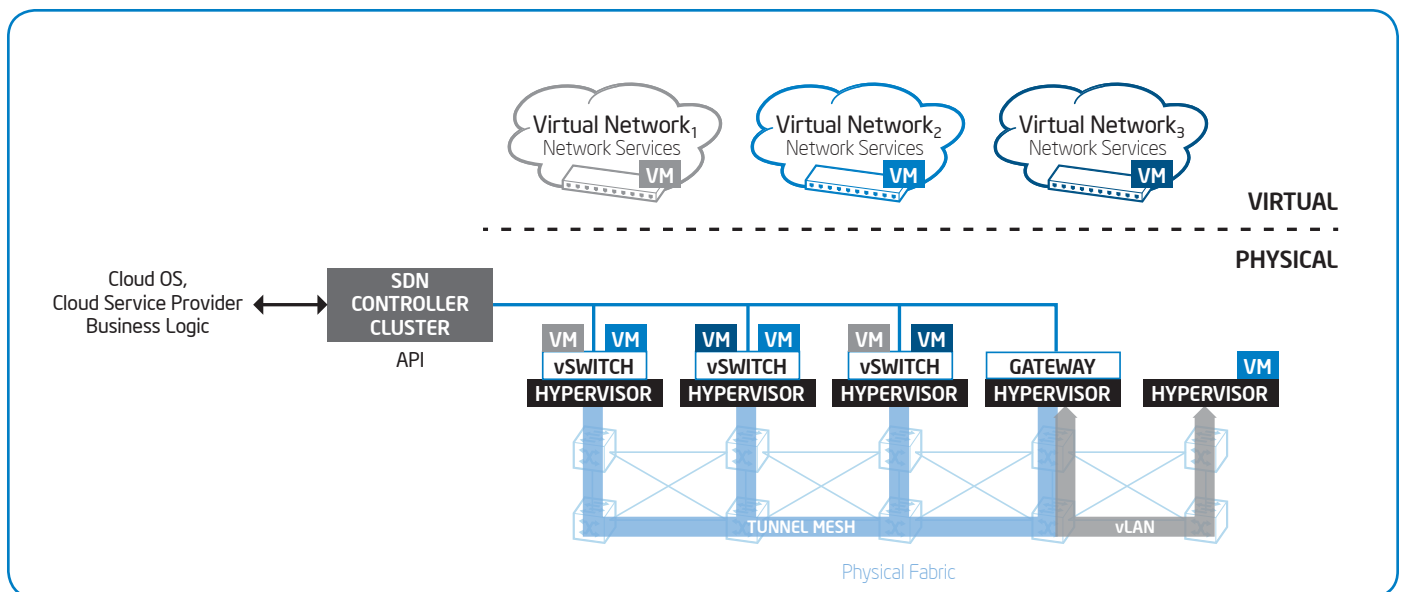 Virtual Network1
Network Services
VM
Virtual Network2
Network Services
VM
Virtual Network3
Network Services
VM
VIRTUAL
PHYSICAL
Cloud OS,
Cloud Service Provider
Business Logic
SDN
CONTROLLER
CLUSTER
API
VM VM
vSWITCH
HYPERVISOR
VM VM
vSWITCH
HYPERVISOR
VM VM
vSWITCH
HYPERVISOR
GATEWAY
HYPERVISOR
VM
HYPERVISOR
TUNNEL MESH
vLAN
Physical Fabric